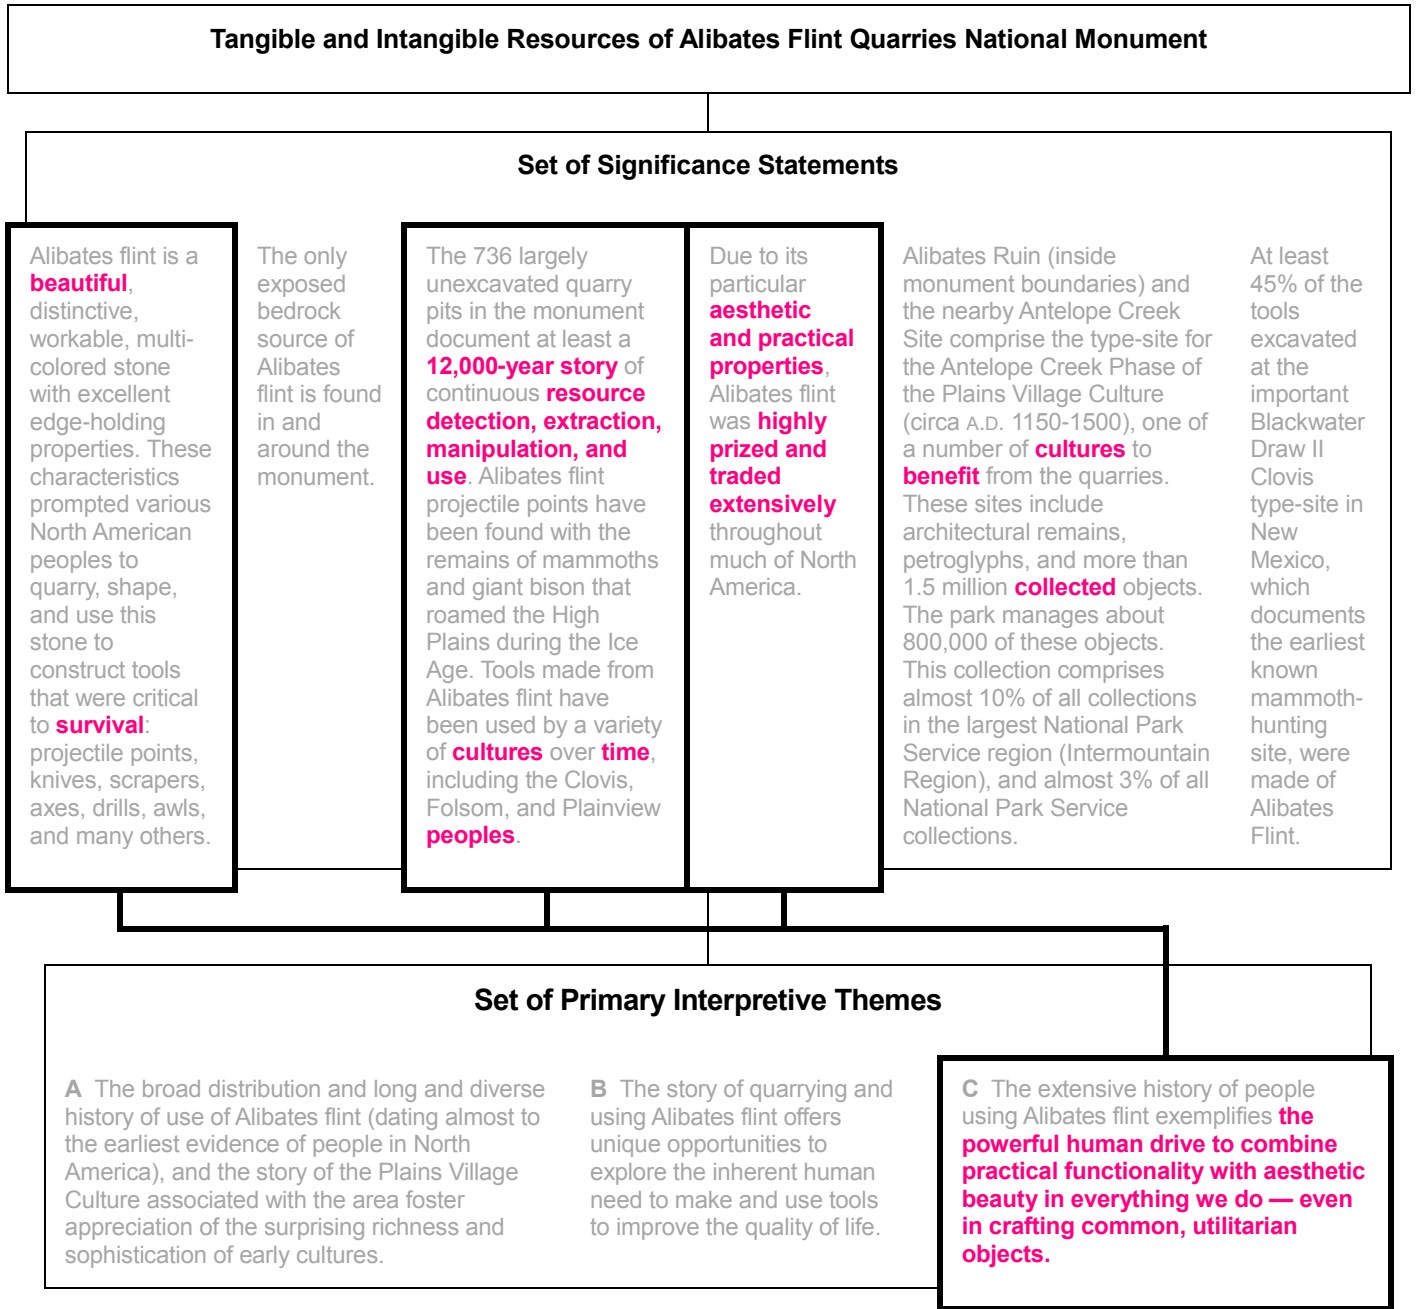 Tangible and Intangible Resources of Alibates Flint Quarries National Monument
Set of Significance Statements
Alibates flint is a
beautiful,
distinctive,
workable, multi-
colored stone
with excellent
edge-holding
properties. These
characteristics
prompted various
North American
peoples to
quarry, shape,
and use this
stone to
construct tools
that were critical
to survival:
projectile points,
knives, scrapers,
axes, drills, awls,
and many others.
The only
exposed
bedrock
source of
Alibates
flint is found
in and
around the
monument.
The 736 largely
unexcavated quarry
pits in the monument
document at least a
12,000-year story of
continuous resource
detection, extraction,
manipulation, and
use. Alibates flint
projectile points have
been found with the
remains of mammoths
and giant bison that
roamed the High
Plains during the Ice
Age. Tools made from
Alibates flint have
been used by a variety
of cultures over time,
including the Clovis,
Folsom, and Plainview
peoples.
Due to its
particular
aesthetic
and practical
properties,
Alibates flint
was highly
prized and
traded
extensively
throughout
much of North
America.
Alibates Ruin (inside
monument boundaries) and
the nearby Antelope Creek
Site comprise the type-site for
the Antelope Creek Phase of
the Plains Village Culture
(circa A.D. 1150-1500), one of
a number of cultures to
benefit from the quarries.
These sites include
architectural remains,
petroglyphs, and more than
1.5 million collected objects.
The park manages about
800,000 of these objects.
This collection comprises
almost 10% of all collections
in the largest National Park
Service region (Intermountain
Region), and almost 3% of all
National Park Service
collections.
At least
45% of the
tools
excavated
at the
important
Blackwater
Draw II
Clovis
type-site in
New
Mexico,
which
documents
the earliest
known
mammoth-
hunting
site, were
made of
Alibates
Flint.
Set of Primary Interpretive Themes
A The broad distribution and long and diverse
history of use of Alibates flint (dating almost to
the earliest evidence of people in North
America), and the story of the Plains Village
Culture associated with the area foster
appreciation of the surprising richness and
sophistication of early cultures.
B The story of quarrying and
using Alibates flint offers
unique opportunities to
explore the inherent human
need to make and use tools
to improve the quality of life.
C The extensive history of people
using Alibates flint exemplifies the
powerful human drive to combine
practical functionality with aesthetic
beauty in everything we do — even
in crafting common, utilitarian
objects.